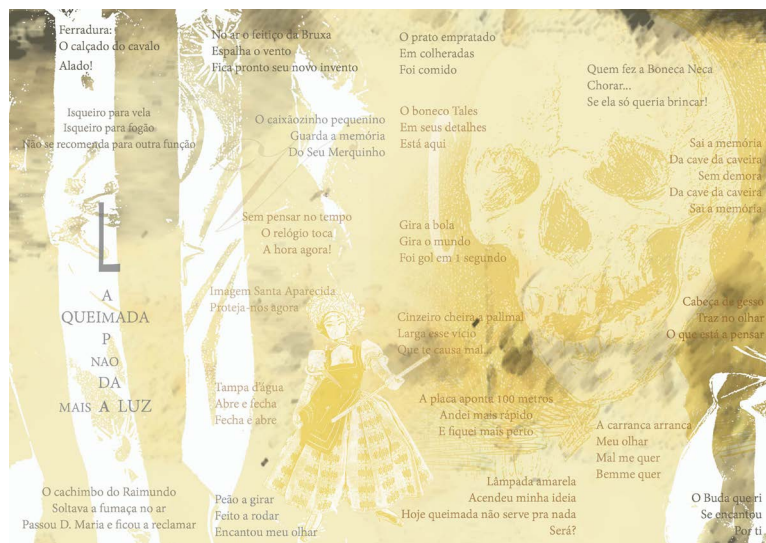 Ferradura:
O calçado do cavalo
Alado!
Isqueiro para vela
Isqueiro para fogão
Não se recomenda para outra função
L
A
QUEIMADA
P
NAO
DA
MAIS A LUZ
O cachimbo do Raimundo
Soltava a fumaça no ar
Passou D. Maria e ficou a reclamar
No ar o feitiço da Bruxa
Espalha o vento
Fica pronto seu novo invento
O caixãozinho pequenino
Guarda a memória
Do Seu Merquinho
Sem pensar no tempo
O relógio toca
A hora agora!
Imagem Santa Aparecida
Proteja-nos agora
Tampa d'água
Abre e fecha
Fecha e abre
Peão a girar
Feito a rodar
Encantou meu olhar
O prato empratado
Em colheradas
Foi comido
O boneco Tales
Em seus detalhes
Está aqui
Gira a bola
Gira o mundo
Foi gol em 1 segundo
Cinzeiro cheira a palimal
Larga esse vício
Que te causa mal...
A placa aponta 100 metros
Andei mais rápido
E fiquei mais perto
Lâmpada amarela
Acendeu minha ideia
Hoje queimada não serve pra nada
Será?
Quem fez a Boneca Neca
Chorar...
Se ela só queria brincar!
Sai a memória
Da cave da caveira
Sem demora
Da cave da caveira
Sai a memória
Cabeça de gesso
Traz no olhar
O que está a pensar
A carranca arranca
Meu olhar
Mal me quer
Bemme quer
O Buda que ri
Se encantou
Por ti